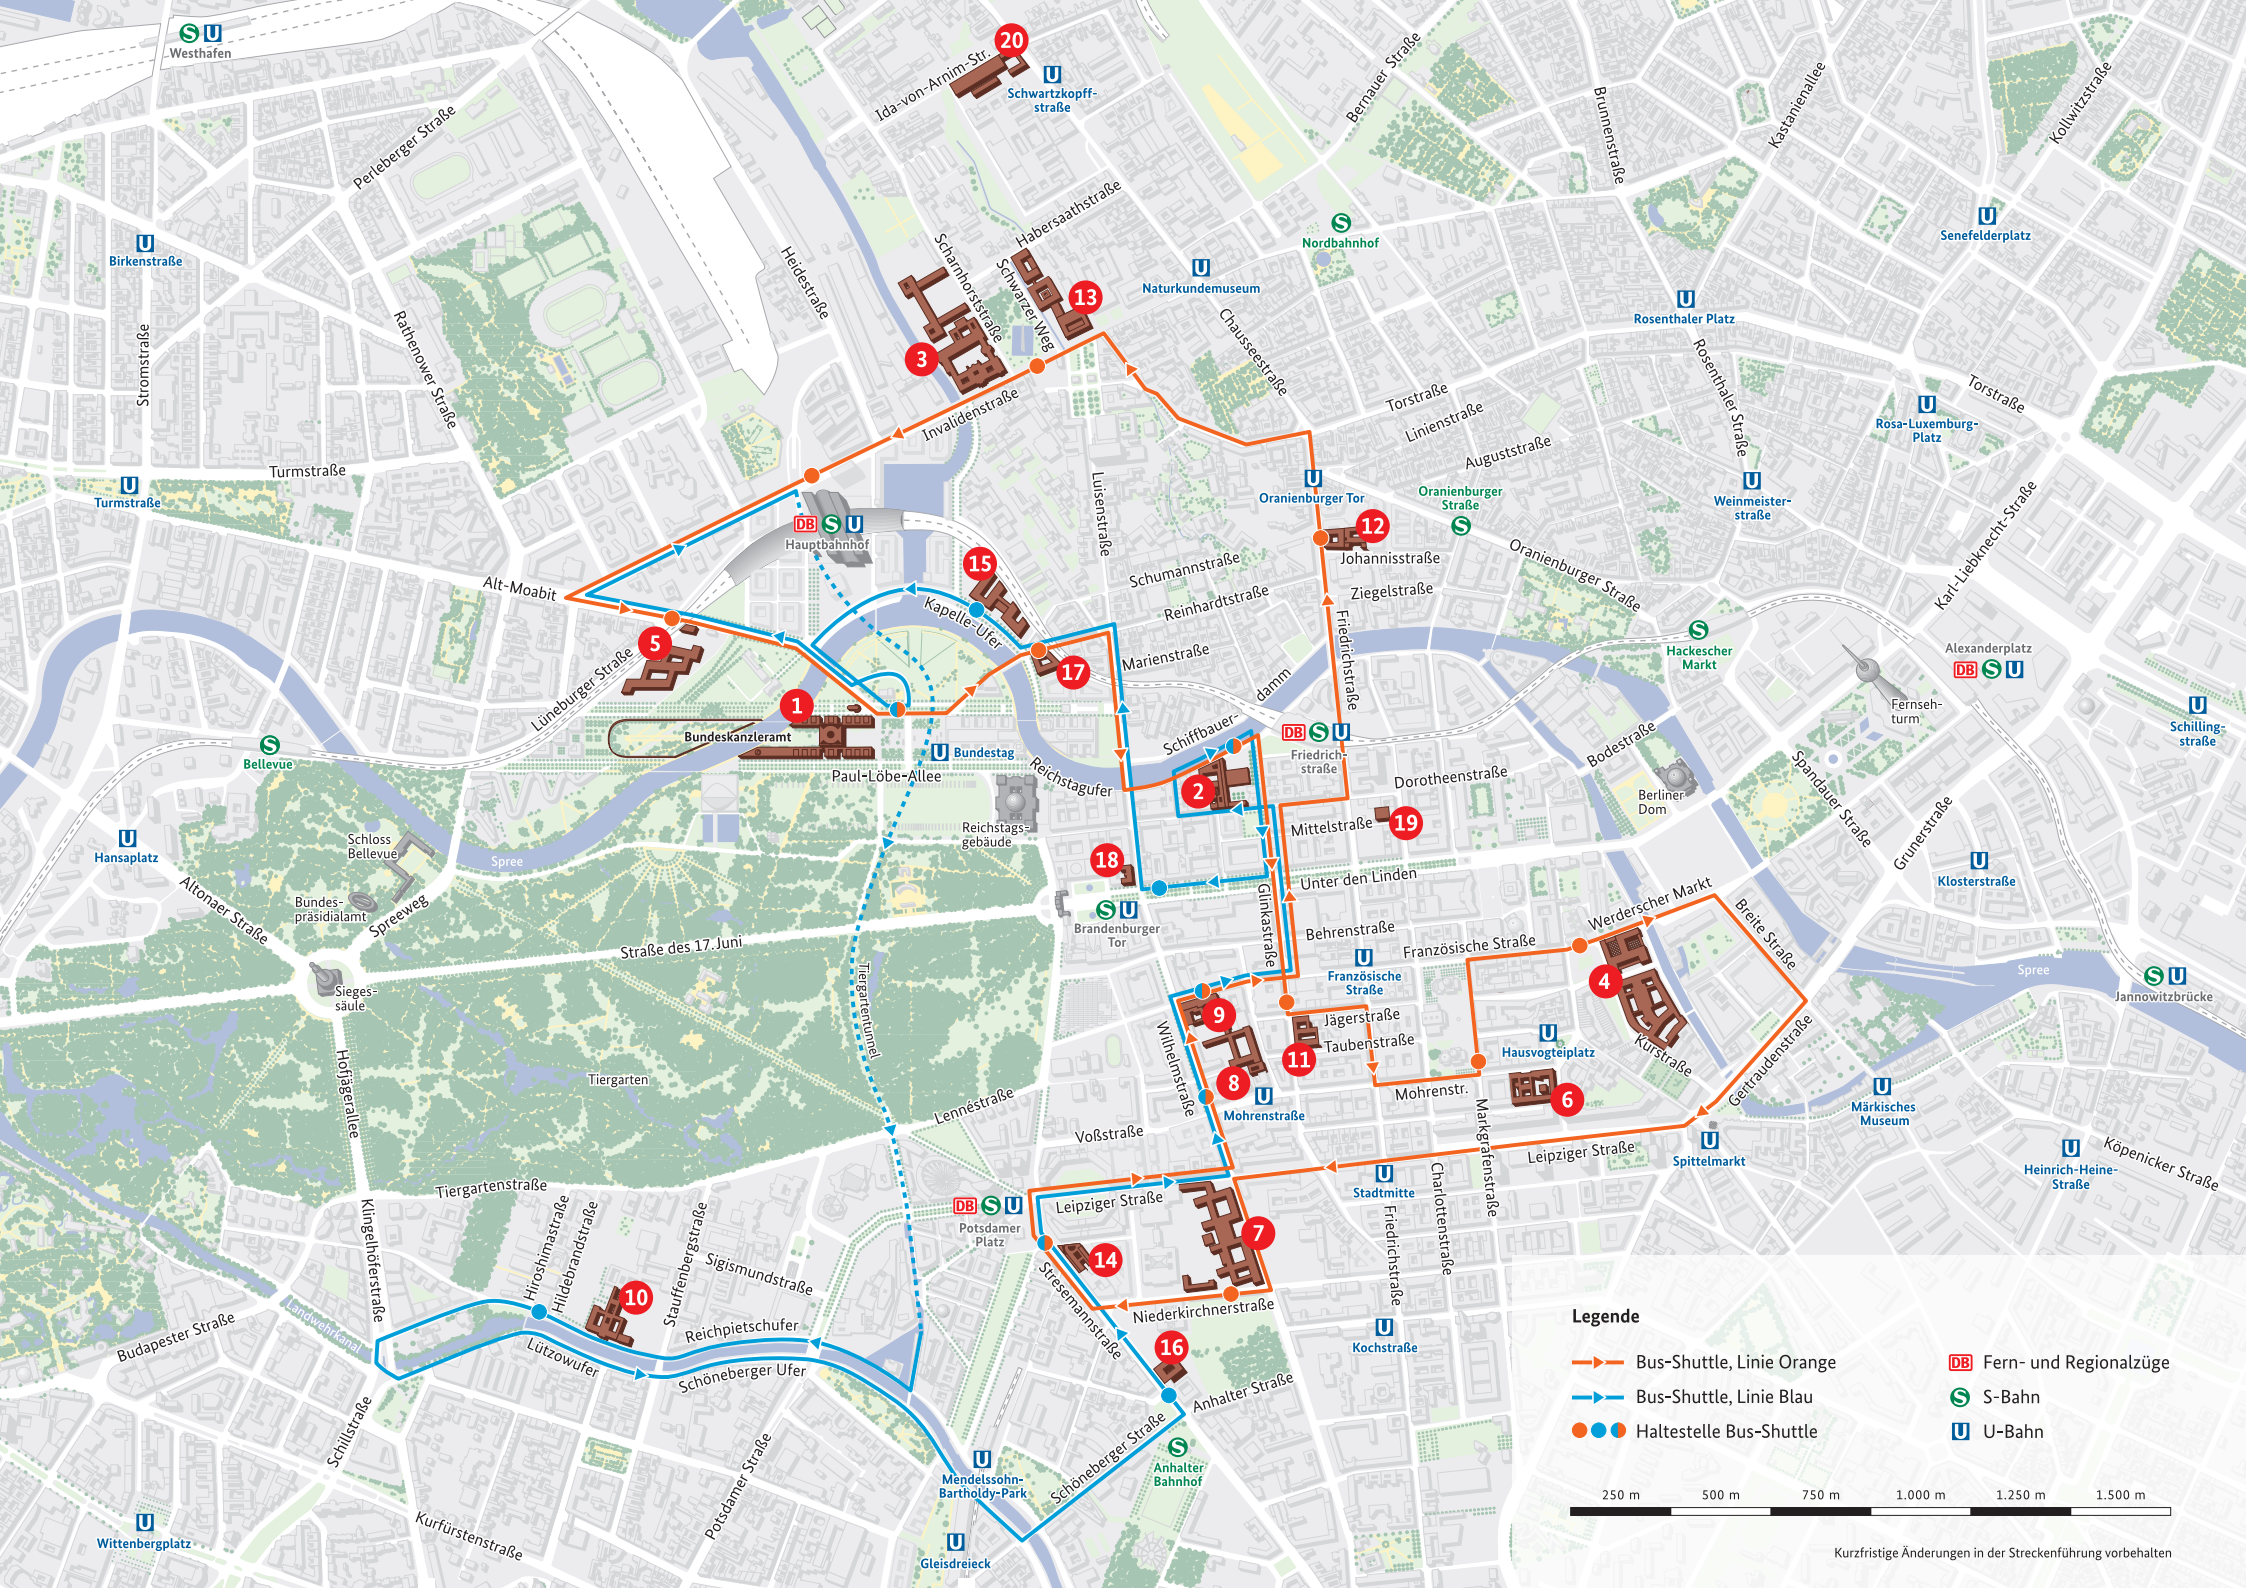 S U
Westhafen
20
Ida-von-Arnim-Str.
U
Schwartzkopff-
straße
Bernauer Straße
Brunnenstraße
Kastanienallee
Kollwitzstraße
Perleberger Straße
U
Birkenstraße
Heidestraße
Scharnhorststraße
Habersaathstraße
Schwarzer Weg
13
3
U
Naturkundemuseum
S
Nordbahnhof
U
Senefelderplatz
U
Rosenthaler Platz
Rosenthaler Straße
Stromstraße
Rathenower Straße
Chausseestraße
Invalidenstraße
Torstraße
Linienstraße
Auguststraße
Torstraße
U
Rosa-Luxemburg-
Platz
Turmstraße
U
Turmstraße
Luisenstraße
U
Oranienburger Tor
Oranienburger
Straße
S
U
Weinmeister-
straße
12
Johannisstraße
Ziegelstraße
Oranienburger Straße
Karl-Liebknecht-Straße
DB S U
Hauptbahnhof
15
Schumannstraße
Reinhardtstraße
Kapelle-Ufer
Alt-Moabit
5
Lüneburger Straße
17
Marienstraße
Friedrichstraße
S
Hackescher
Markt
Alexanderplatz
DB S U
Fernseh-
turm
U
Schilling-
straße
1
Bundeskanzleramt
U Bundestag
Paul-Löbe-Allee
Reichstagufer
Schiffbauer-
damm
DB S U
Friedrich-
straße
Dorotheenstraße
Bodestraße
Berliner
Dom
Spandauer Straße
Grunerstraße
S
Bellevue
U
Hansaplatz
Schloss
Bellevue
Spree
2
Mittelstraße
19
Reichstags-
gebäude
18
Unter den Linden
U
Klosterstraße
Altonaer Straße
Bundes-
präsidialamt
Spreeweg
Straße des 17. Juni
S U
Brandenburger
Tor
Glinkastraße
Behrenstraße
Französische Straße
Werderscher Markt
Breite Straße
U
Französische
Straße
4
Spree
S U
Jannowitzbrücke
Sieges-
säule
Tiergartentunnel
9
Jägerstraße
Taubenstraße
11
8
Wilhelmstraße
U
Hausvogteiplatz
Kurstraße
Gertraudenstraße
Hofjägerallee
Tiergarten
Lennéstraße
Voßstraße
U
Mohrenstraße
Mohrenstr.
6
Markgrafenstraße
U
Märkisches
Museum
U
Spittelmarkt
U
Heinrich-Heine-
Straße
Köpenicker Straße
Leipziger Straße
Tiergartenstraße
Klingelhöferstraße
Hiroshimastraße
Hildebrandstraße
Stauffenbergstraße
Sigismundstraße
DB S U
Potsdamer
Platz
Leipziger Straße
U
Stadtmitte
Charlottenstraße
Friedrichstraße
7
14
Stresemannstraße
Niederkirchnerstraße
10
Landwehrkanal
Budapester Straße
Reichpietschufer
Lützowufer
Schöneberger Ufer
16
Anhalter Straße
U
Kochstraße
Schillstraße
Potsdamer Straße
Kurfürstenstraße
U
Mendelssohn-
Bartholdy-Park
Schöneberger Straße
S
Anhalter
Bahnhof
U
Wittenbergplatz
U
Gleisdreieck
Legende
Bus-Shuttle, Linie Orange
Bus-Shuttle, Linie Blau
Haltestelle Bus-Shuttle
DB Fern- und Regionalzüge
S S-Bahn
U U-Bahn
250 m 500 m 750 m 1.000 m 1.250 m 1.500 m
Kurzfristige Änderungen in der Streckenführung vorbehalten